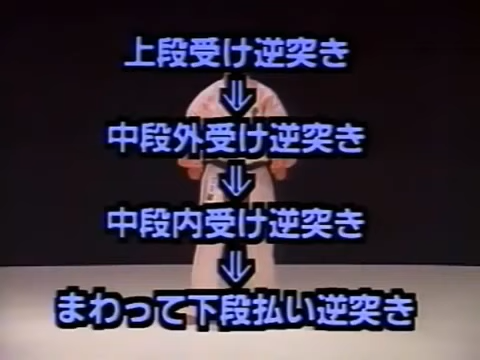 上段受け逆突き
⇓
中段外受け逆突き
⇓
中段内受け逆突き
⇓
まわって下段払い逆突き